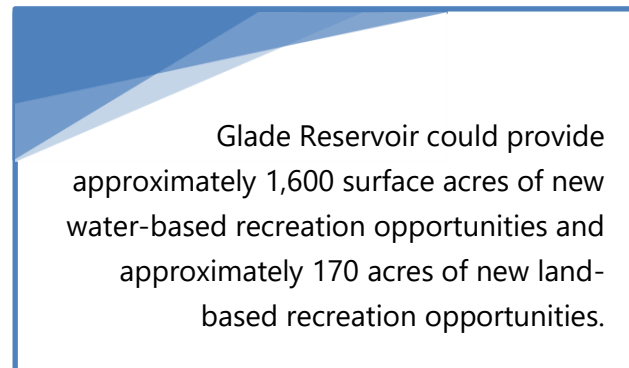 Glade Reservoir could provide
approximately 1,600 surface acres of new
water-based recreation opportunities and
approximately 170 acres of new land-
based recreation opportunities.